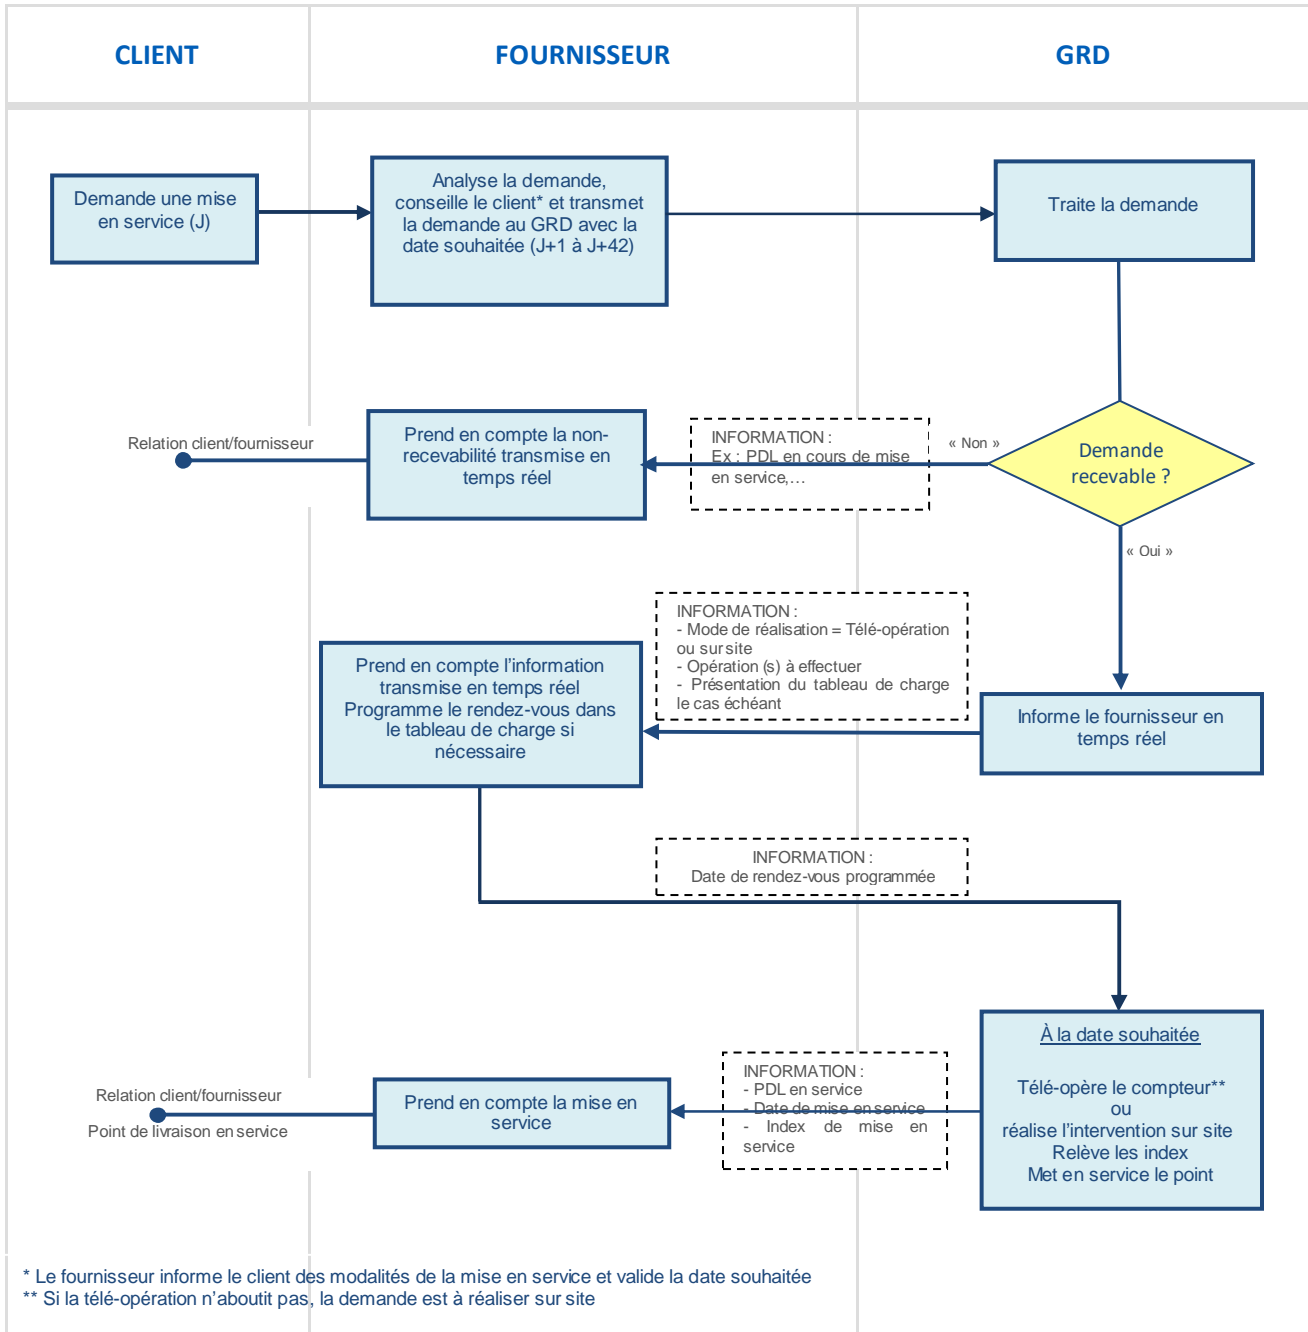 CLIENT
FOURNISSEUR
GRD
Demande une mise
en service (J)
Analyse la demande,
conseille le client* et transmet
la demande au GRD avec la
date souhaitée (J+1 à J+42)
Traite la demande
Relation client/fournisseur
Prend en compte la non-
recevabilité transmise en
temps réel
INFORMATION :
Ex : PDL en cours de mise
en service,…
« Non »
Demande
recevable ?
« Oui »
INFORMATION :
- Mode de réalisation = Télé-opération
ou sur site
- Opération (s) à effectuer
- Présentation du tableau de charge
le cas échéant
Prend en compte l’information
transmise en temps réel
Programme le rendez-vous dans
le tableau de charge si
nécessaire
Informe le fournisseur en
temps réel
INFORMATION :
Date de rendez-vous programmée
À la date souhaitée
Télé-opère le compteur**
ou
réalise l’intervention sur site
Relève les index
Met en service le point
INFORMATION :
- PDL en service
- Date de mise en service
- Index de mise en
service
Prend en compte la mise en
service
Relation client/fournisseur
Point de livraison en service
* Le fournisseur informe le client des modalités de la mise en service et valide la date souhaitée
** Si la télé-opération n’aboutit pas, la demande est à réaliser sur site